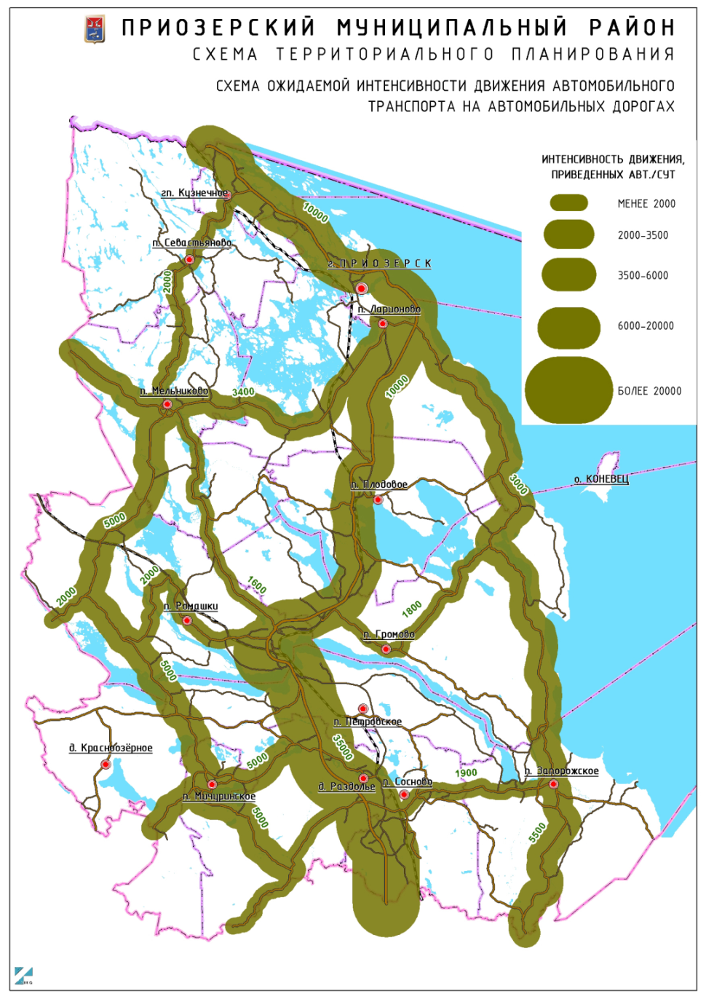 ПРИОЗЕРСКИЙ МУНИЦИПАЛЬНЫЙ РАЙОН
СХЕМА ТЕРРИТОРИАЛЬНОГО ПЛАНИРОВАНИЯ
СХЕМА ОЖИДАЕМОЙ ИНТЕНСИВНОСТИ ДВИЖЕНИЯ АВТОМОБИЛЬНОГО
ТРАНСПОРТА НА АВТОМОБИЛЬНЫХ ДОРОГАХ
ИНТЕНСИВНОСТЬ ДВИЖЕНИЯ,
ПРИВЕДЕННЫХ АВТ./СУТ
МЕНЕЕ 2000
2000-3500
3500-6000
6000-20000
БОЛЕЕ 20000
гп. Кузнечное
10000
п. Севастьяново
г. ПРИОЗЕРСК
2000
п. Ларионово
п. Мельниково
3400
10000
о. КОНЕВЕЦ
п. Плодовое
3000
5000
2000
2000
1600
п. Ромашки
1800
п. Громово
5000
п. Петровское
35000
д. Красноозёрное
5000
1900
п. Запорожское
д. Раздолье
п. Сосново
п. Мичуринское
5000
5500